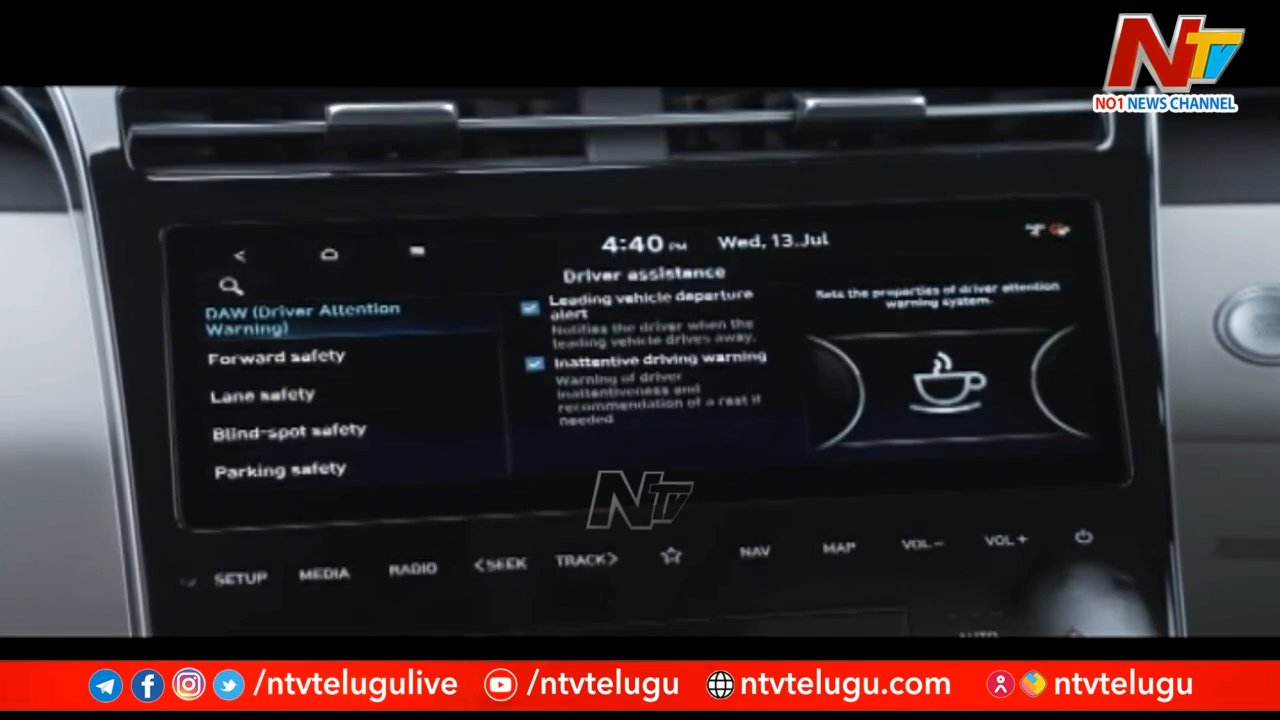 NTV
NO1 NEWS CHANNEL
4:40 PM Wed, 13.Jul
Driver assistance
DAW (Driver Attention
Warning)
Forward safety
Lane safety
Blind-spot safety
Parking safety
Leading vehicle departure
alert
Notifies the driver when the
leading vehicle drives away.
Inattentive driving warning
Warning of driver
inattentiveness and
recommendation of a rest if
needed
Sets the properties of driver attention
warning system.
NTV
SETUP MEDIA RADIO <SEEK TRACK> NAV MAP VOL- VOL+
/ntvtelugulive /ntvtelugu ntvtelugu.com ntvtelugu